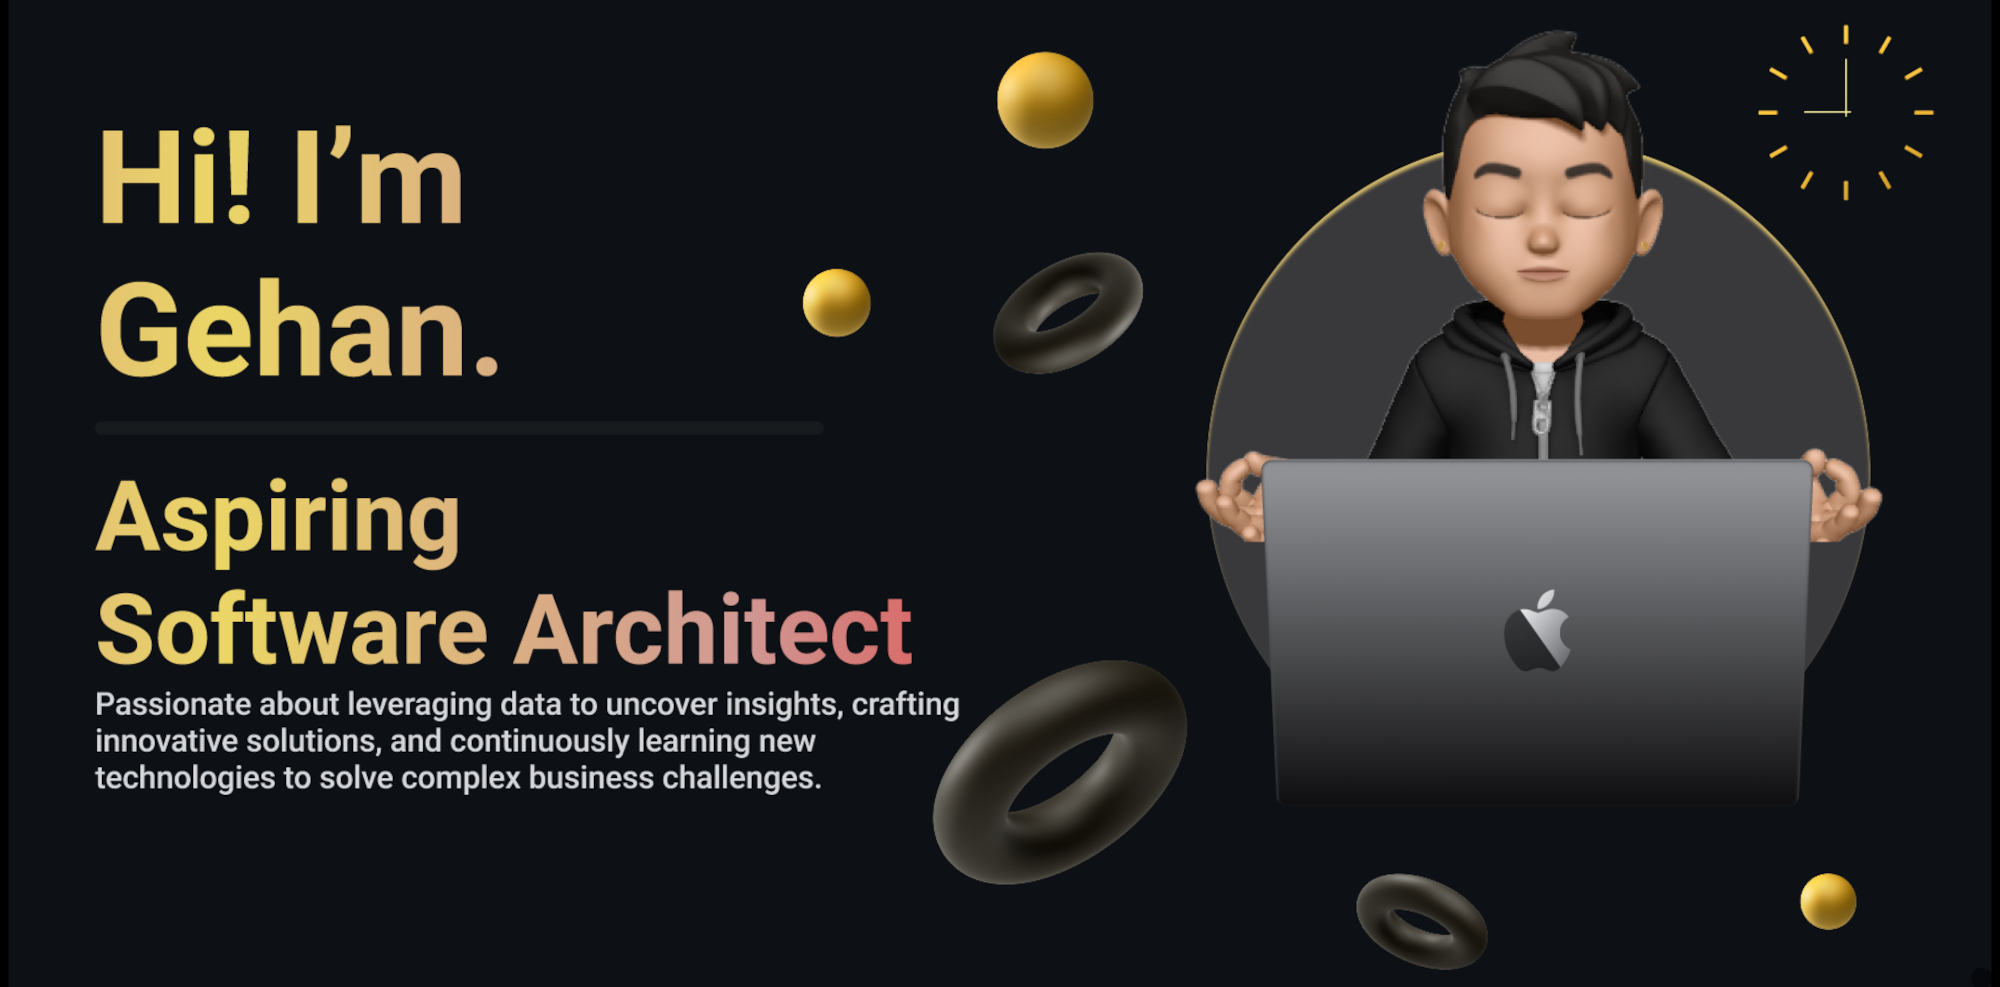 Hi! I’m
Gehan.
Aspiring
Software Architect
Passionate about leveraging data to uncover insights, crafting
innovative solutions, and continuously learning new
technologies to solve complex business challenges.